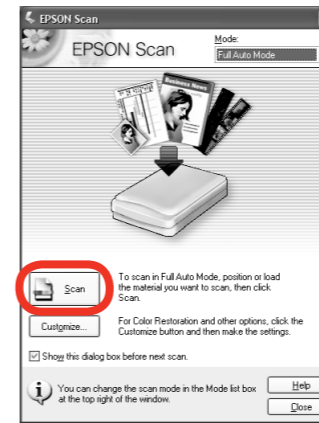 EPSON Scan
EPSON Scan
Mode:
Full Auto Mode
Business News
Scan
To scan in Full Auto Mode, position or load
the material you want to scan, then click
Scan.
Customize...
For Color Restoration and other options, click the
Customize button and then make the settings.
Show this dialog box before next scan.
You can change the scan mode in the Mode list box
at the top right of the window.
Help
Close